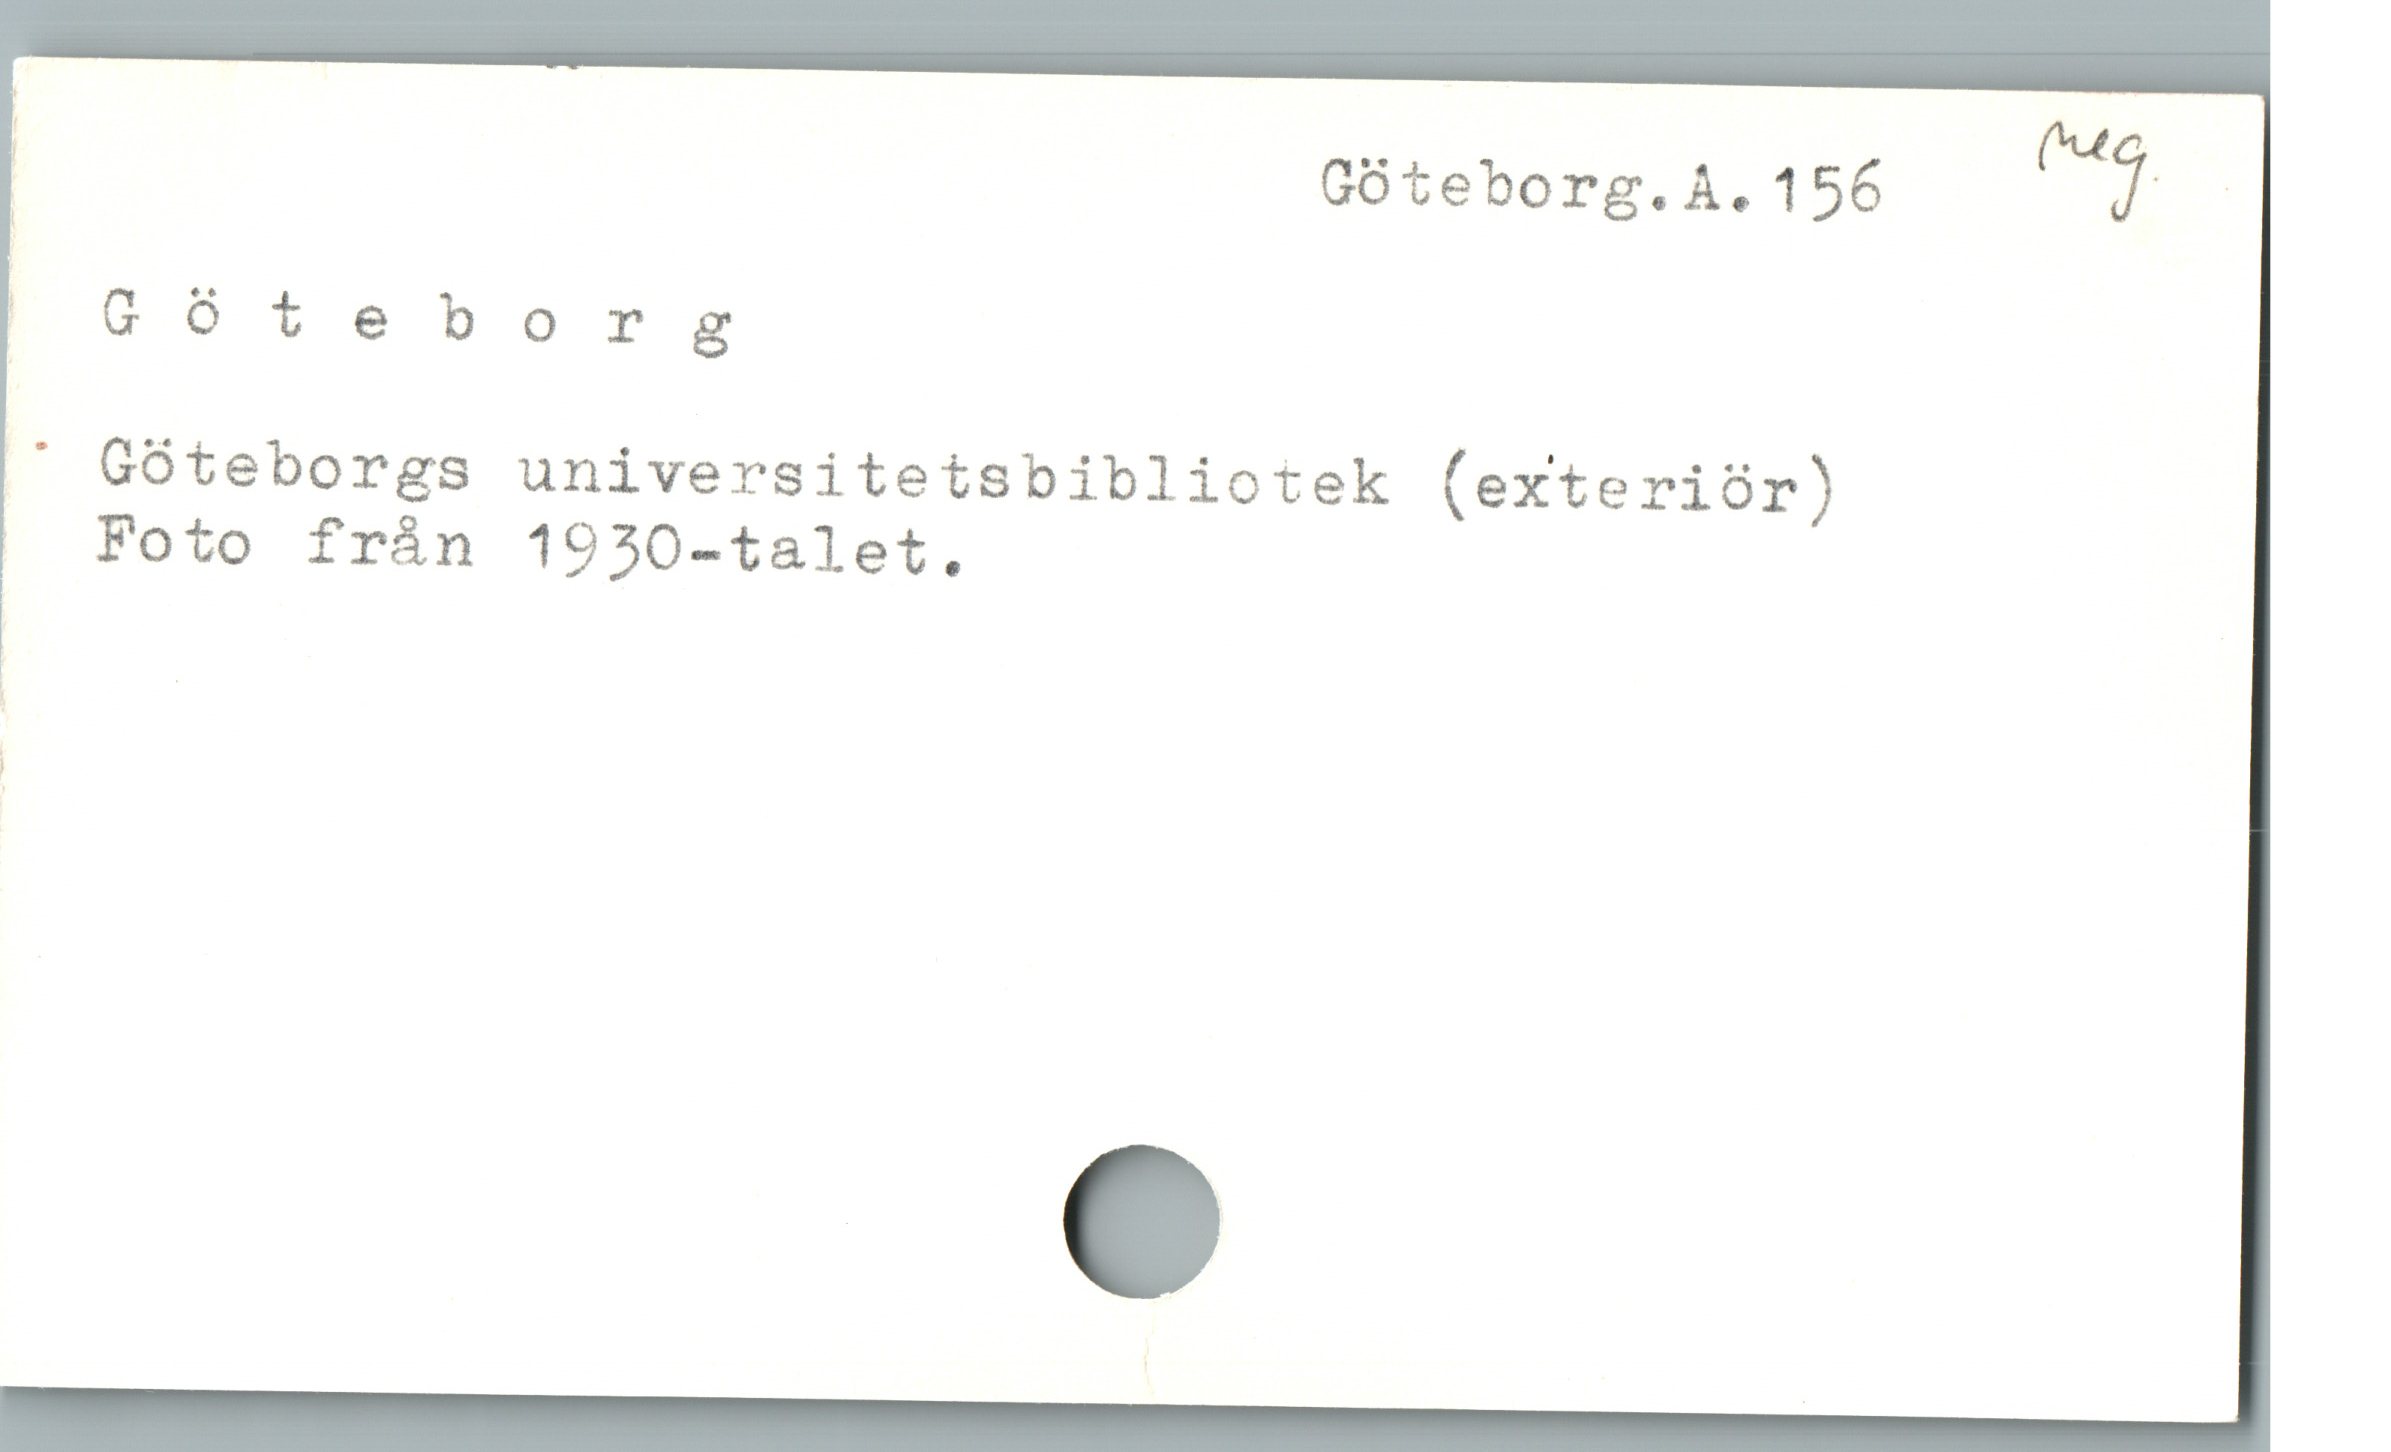 Göteborg.A.156 neg.
G ö t e b o r g
Göteborgs universitetsbibliotek (exteriör)
Foto från 1930-talet.